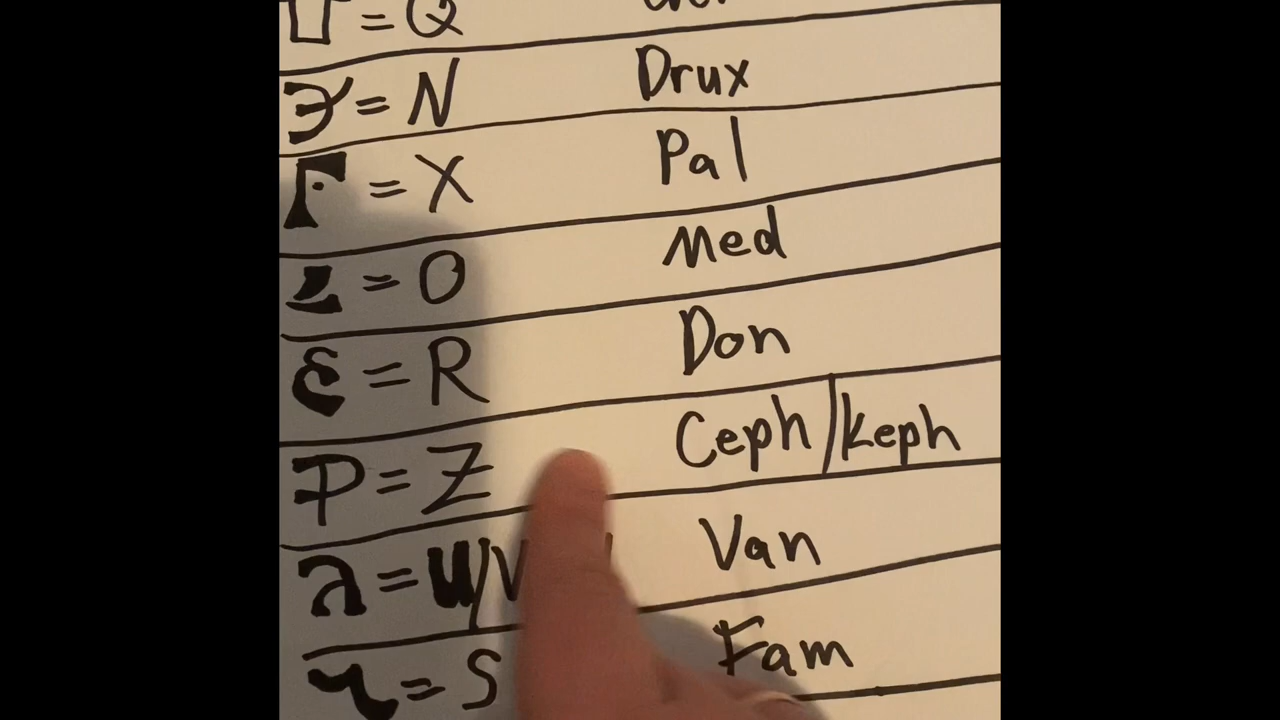 = Q
= N Drux
= X Pal
= O Med
= R Don
= Z Ceph/Keph
= U/V Van
= S Fam